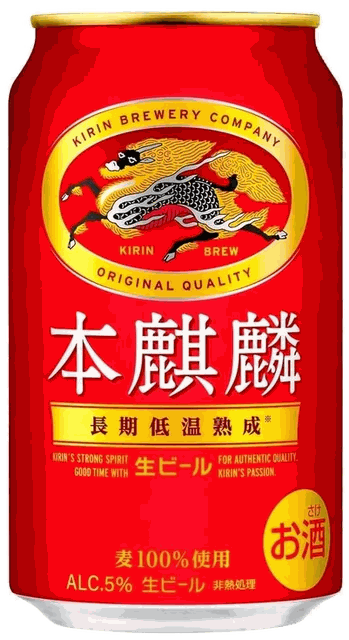 KIRIN BREWERY COMPANY
KIRIN BREW
ORIGINAL QUALITY
本麒麟
長期低温熟成※
KIRIN'S STRONG SPIRIT
GOOD TIME WITH
生ビール
FOR AUTHENTIC QUALITY.
KIRIN'S PASSION.
さけ
お酒
麦100%使用
ALC.5% 生ビール 非熱処理